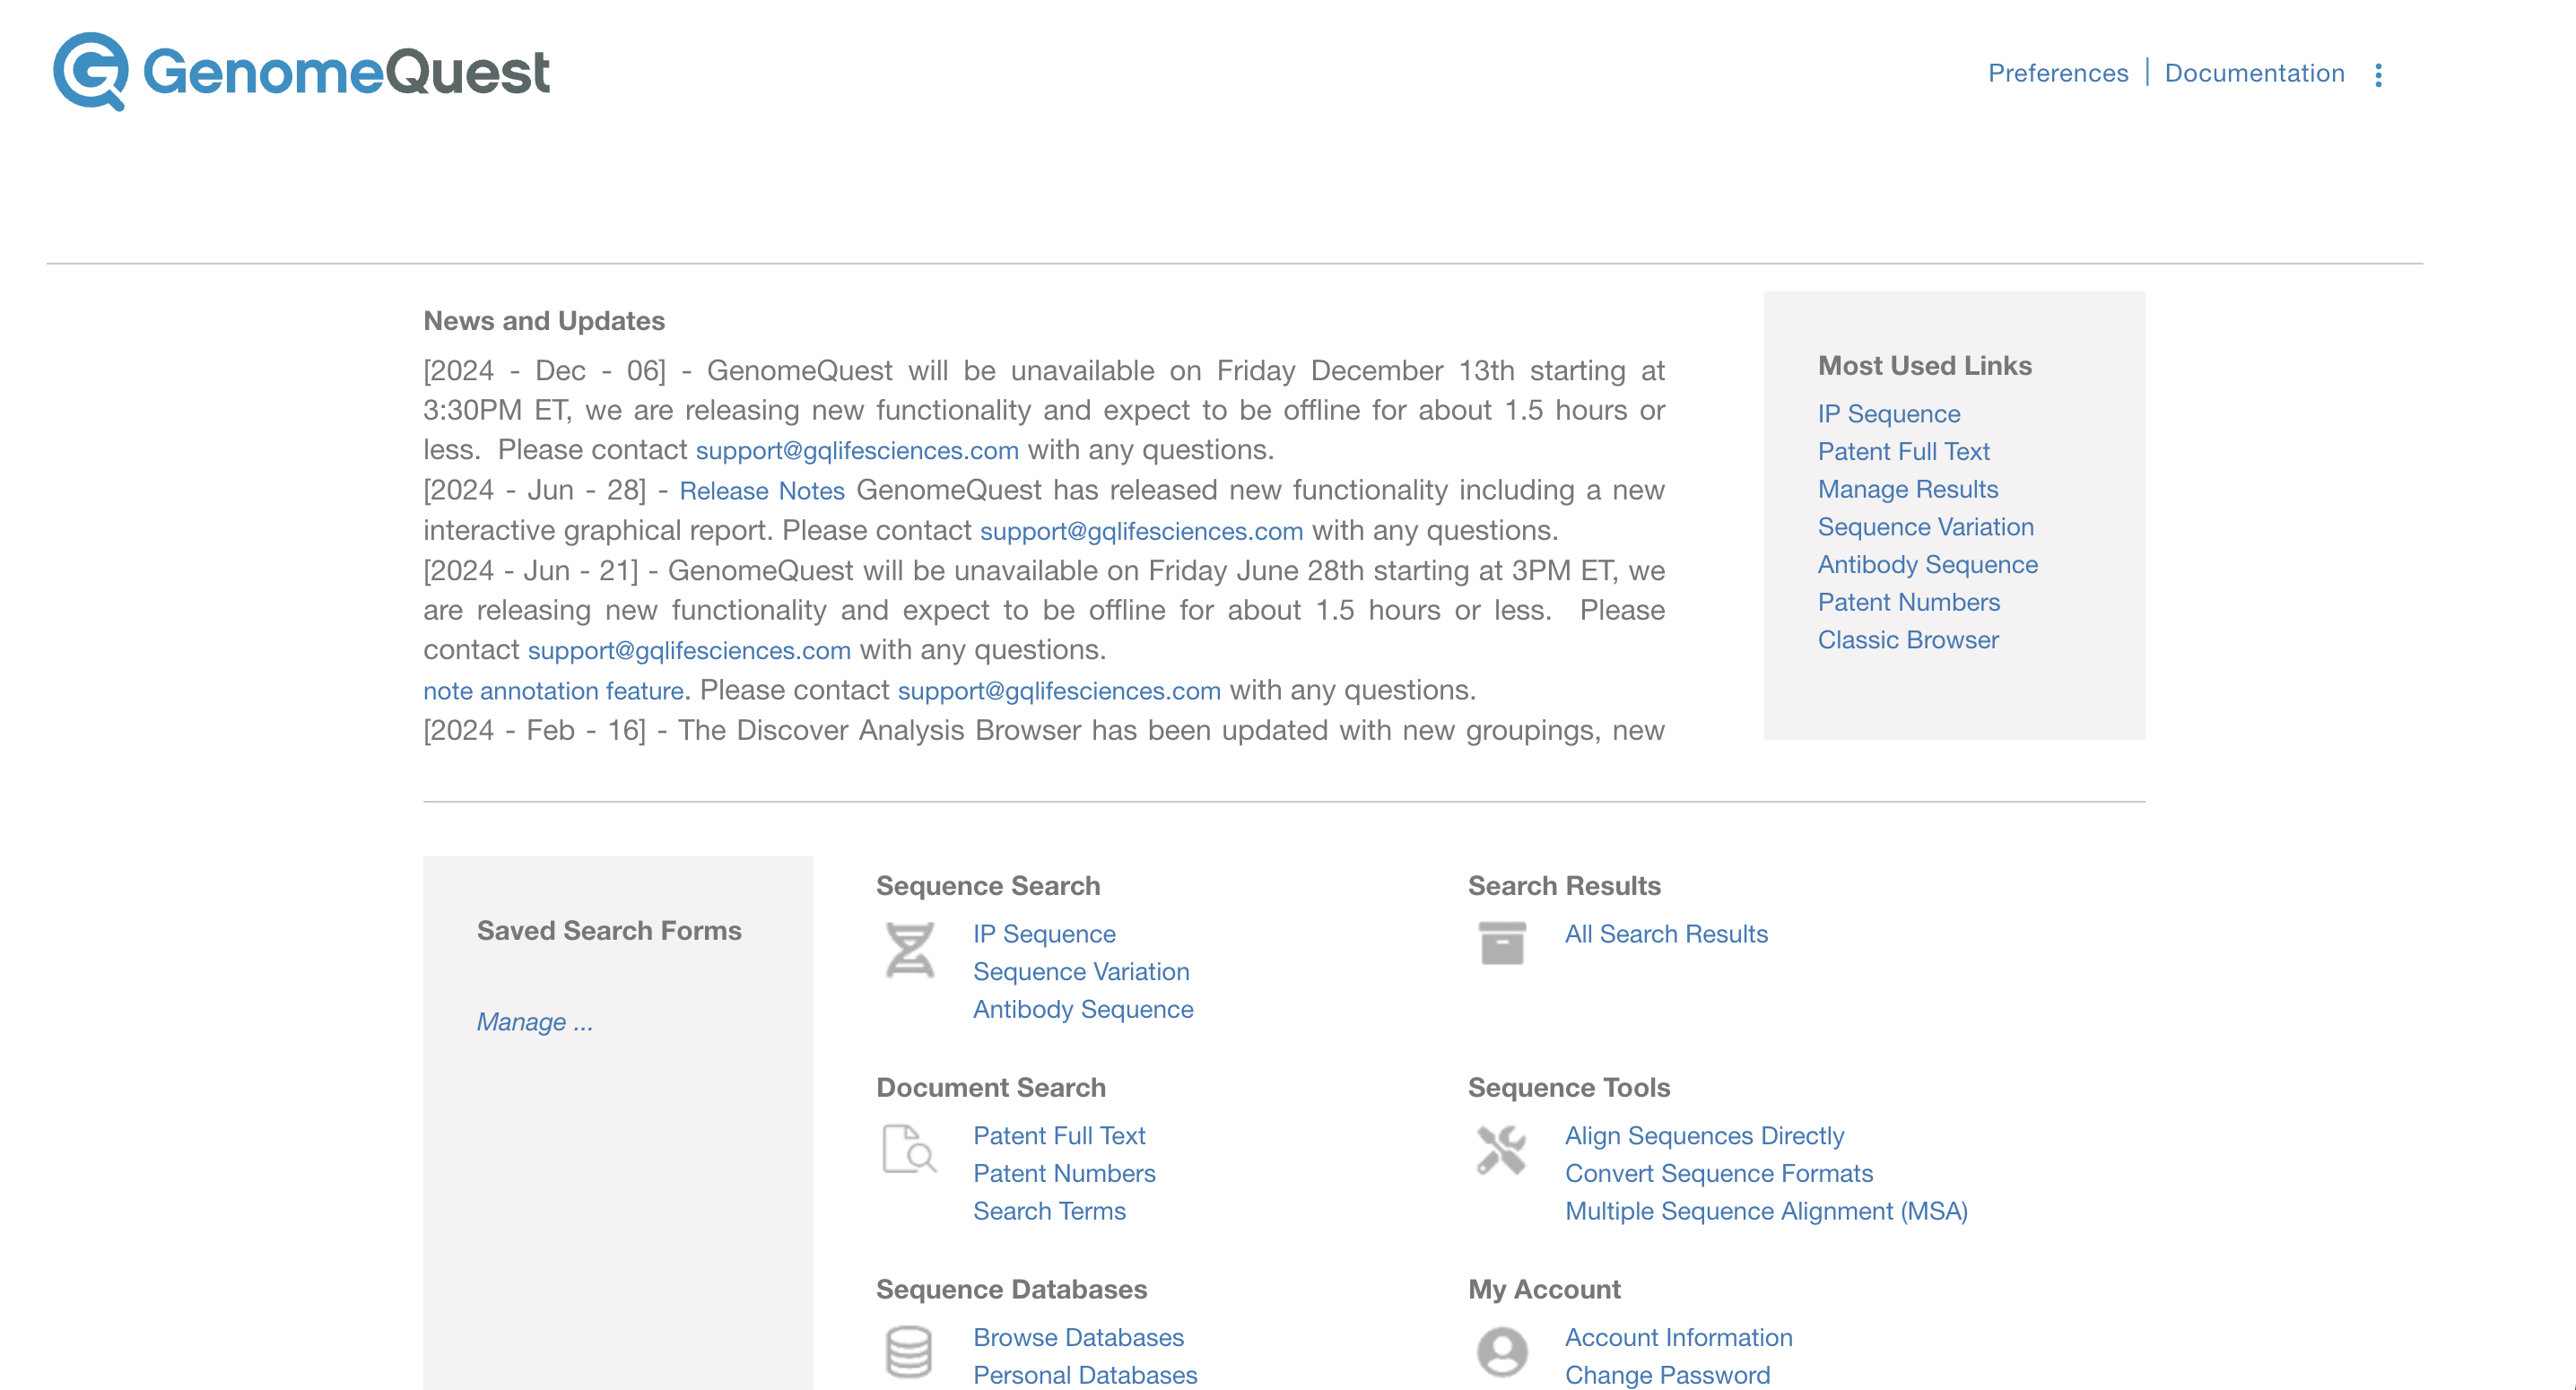 GenomeQuest
Preferences | Documentation
News and Updates
[2024 - Dec - 06] - GenomeQuest will be unavailable on Friday December 13th starting at
3:30PM ET, we are releasing new functionality and expect to be offline for about 1.5 hours or
less. Please contact support@gqlifesciences.com with any questions.
[2024 - Jun - 28] - Release Notes GenomeQuest has released new functionality including a new
interactive graphical report. Please contact support@gqlifesciences.com with any questions.
[2024 - Jun - 21] - GenomeQuest will be unavailable on Friday June 28th starting at 3PM ET, we
are releasing new functionality and expect to be offline for about 1.5 hours or less. Please
contact support@gqlifesciences.com with any questions.
note annotation feature. Please contact support@gqlifesciences.com with any questions.
[2024 - Feb - 16] - The Discover Analysis Browser has been updated with new groupings, new
Most Used Links
IP Sequence
Patent Full Text
Manage Results
Sequence Variation
Antibody Sequence
Patent Numbers
Classic Browser
Saved Search Forms
Manage ...
Sequence Search
IP Sequence
Sequence Variation
Antibody Sequence
Search Results
All Search Results
Document Search
Patent Full Text
Patent Numbers
Search Terms
Sequence Tools
Align Sequences Directly
Convert Sequence Formats
Multiple Sequence Alignment (MSA)
Sequence Databases
Browse Databases
Personal Databases
My Account
Account Information
Change Password